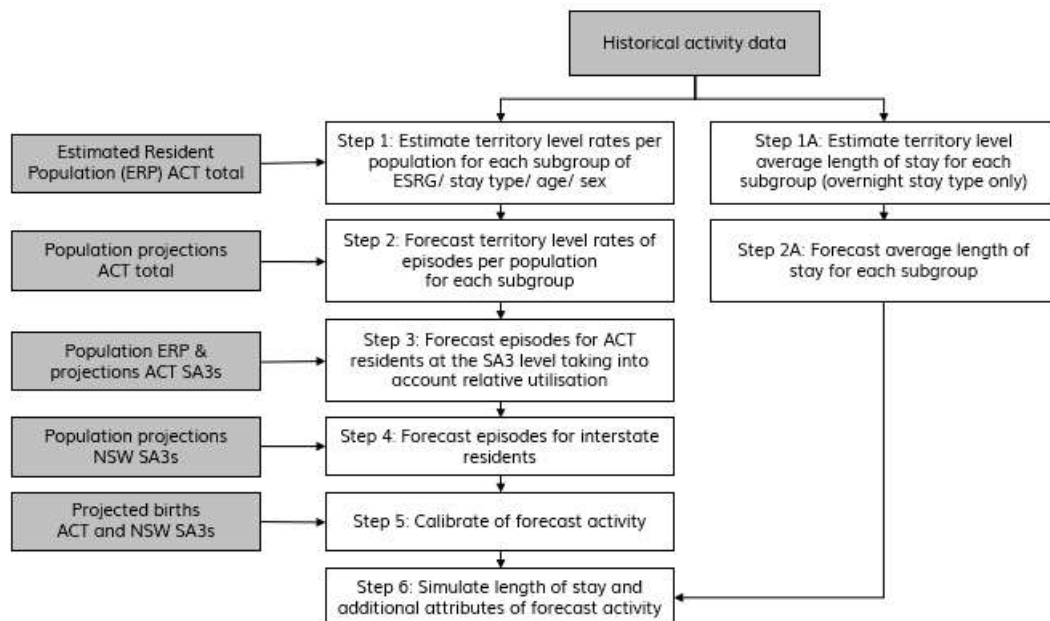 Historical activity data
Estimated Resident
Population (ERP) ACT total
Step 1: Estimate territory level rates per
population for each subgroup of
ESRG/ stay type/ age/ sex
Step 1A: Estimate territory level
average length of stay for each
subgroup (overnight stay type only)
Population projections
ACT total
Step 2: Forecast territory level rates of
episodes per population
for each subgroup
Step 2A: Forecast average length of
stay for each subgroup
Population ERP &
projections ACT SA3s
Step 3: Forecast episodes for ACT
residents at the SA3 level taking into
account relative utilisation
Population projections
NSW SA3s
Step 4: Forecast episodes for interstate
residents
Projected births
ACT and NSW SA3s
Step 5: Calibrate of forecast activity
Step 6: Simulate length of stay and
additional attributes of forecast activity